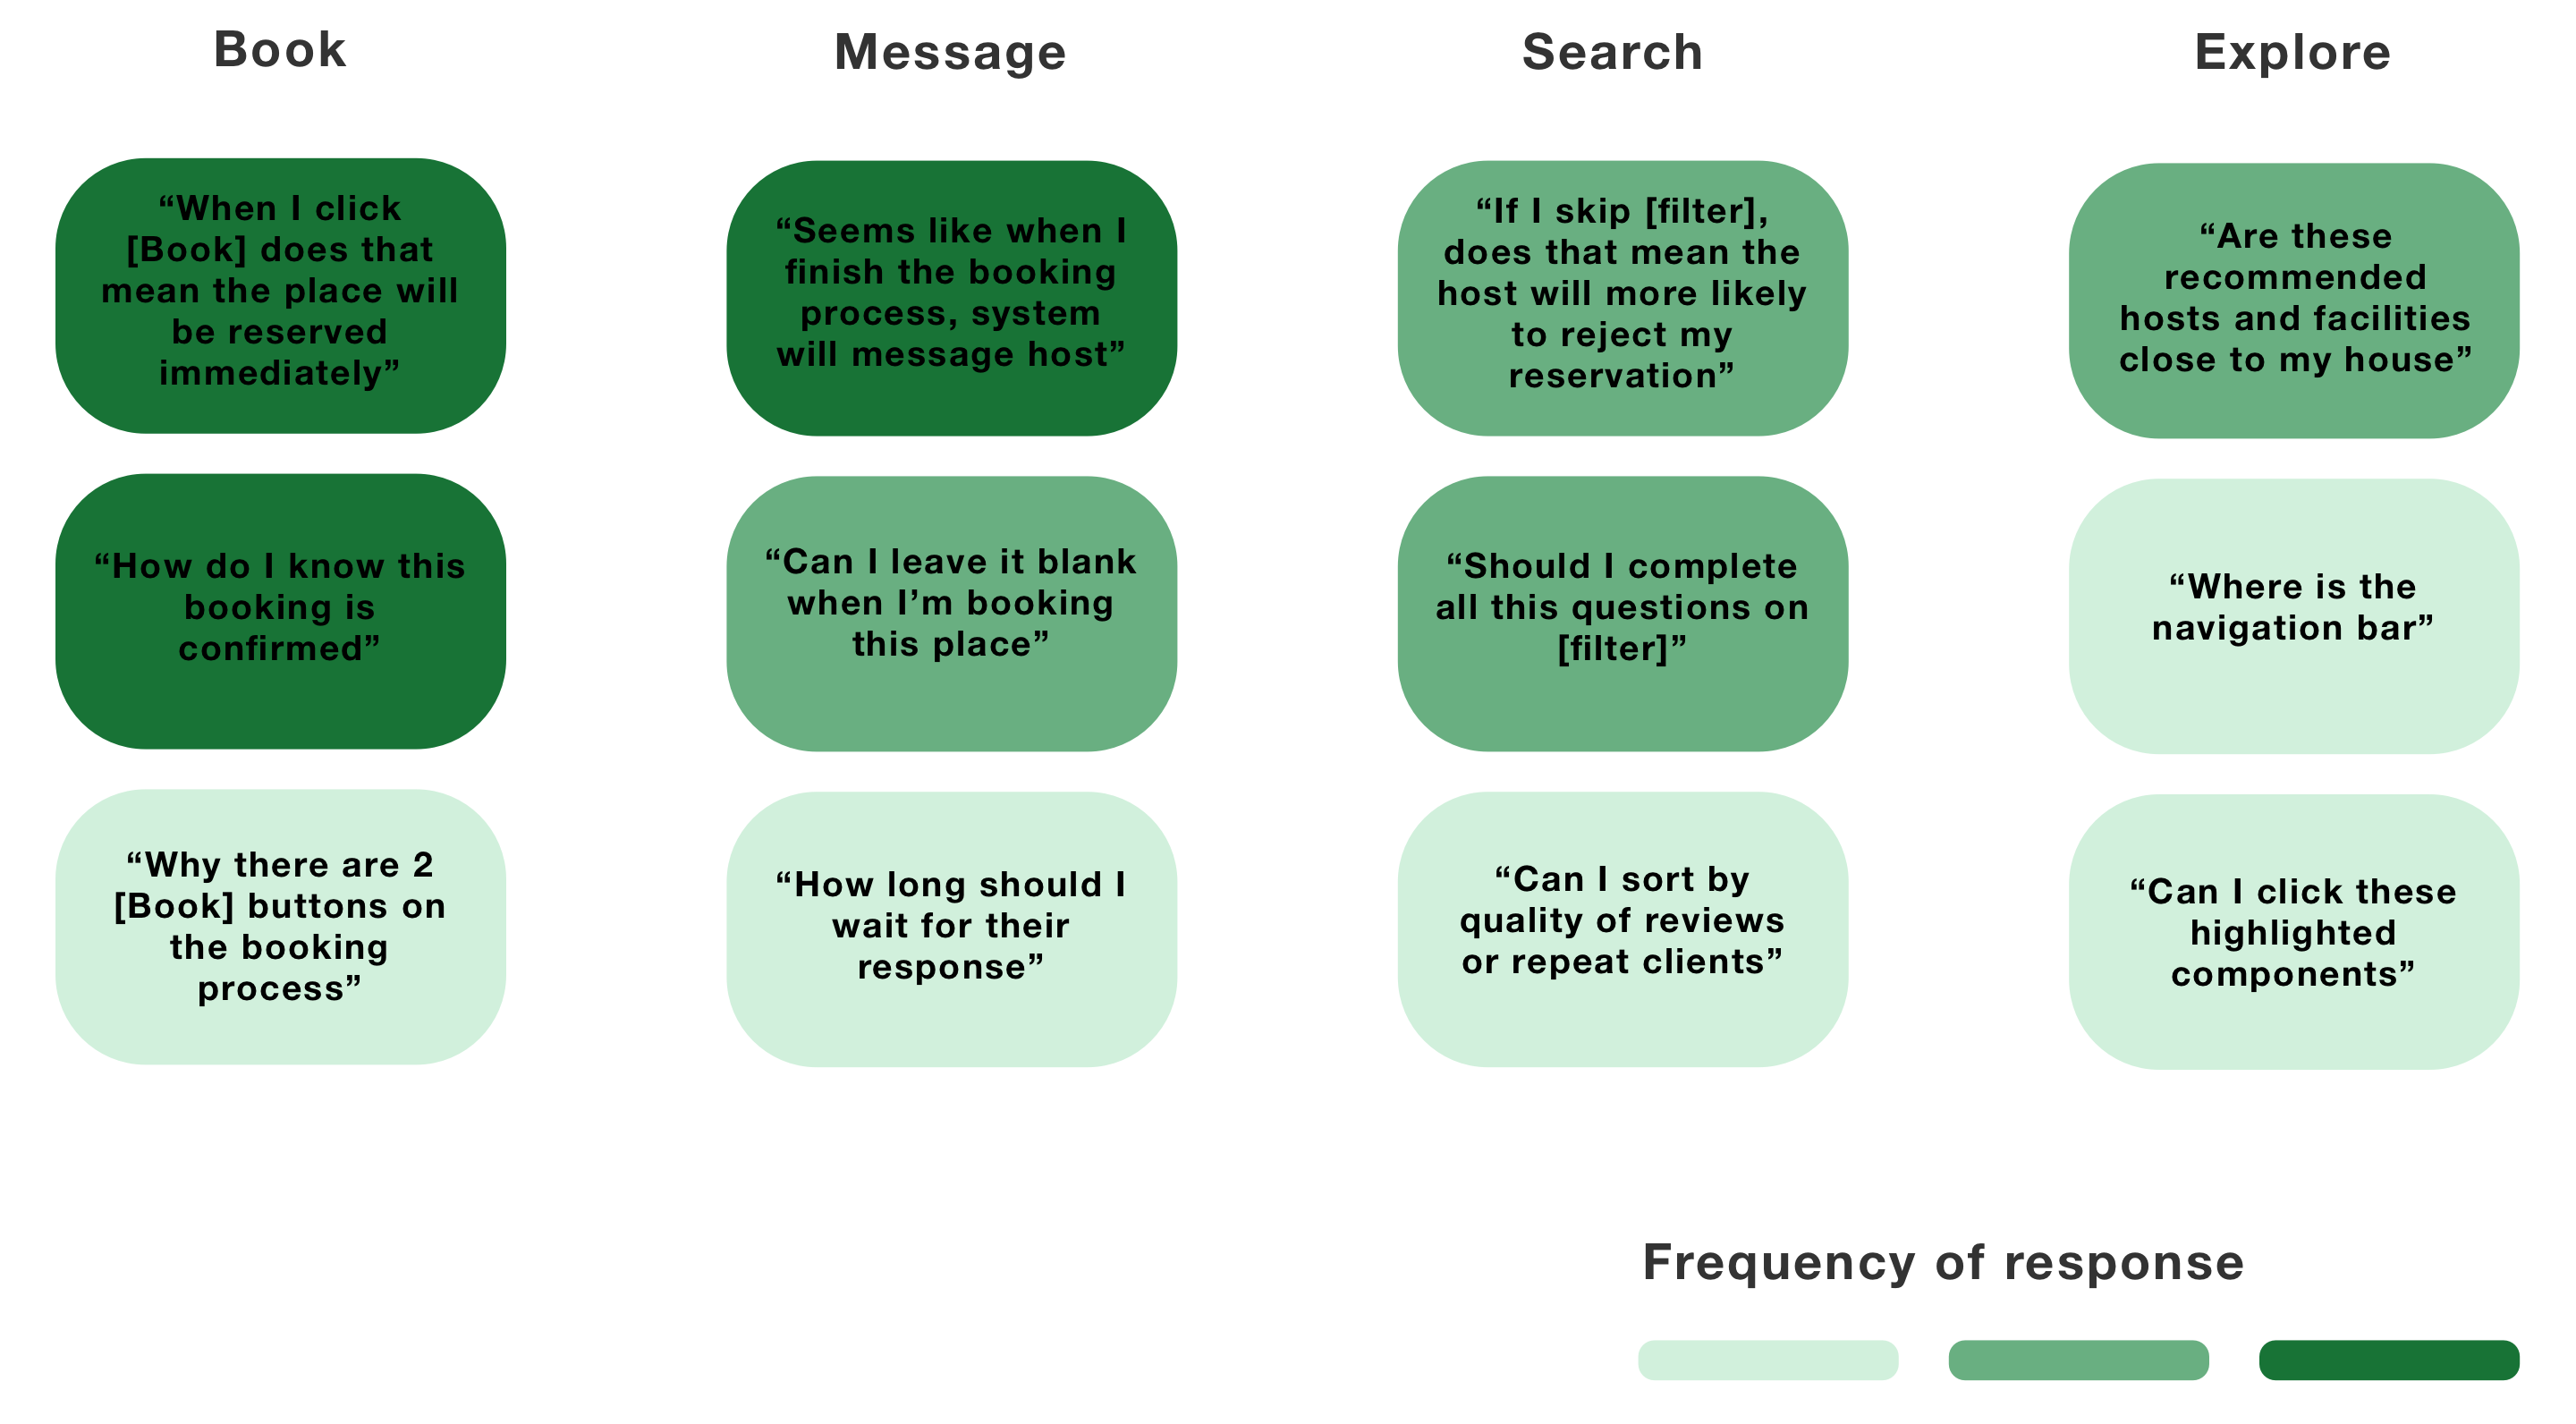 Book
“When I click
[Book] does that
mean the place will
be reserved
immediately”
“How do I know this
booking is
confirmed”
“Why there are 2
[Book] buttons on
the booking
process”
Message
“Seems like when I
finish the booking
process, system
will message host”
“Can I leave it blank
when I’m booking
this place”
“How long should I
wait for their
response”
Search
“If I skip [filter],
does that mean the
host will more likely
to reject my
reservation”
“Should I complete
all this questions on
[filter]”
“Can I sort by
quality of reviews
or repeat clients”
Explore
“Are these
recommended
hosts and facilities
close to my house”
“Where is the
navigation bar”
“Can I click these
highlighted
components”
Frequency of response